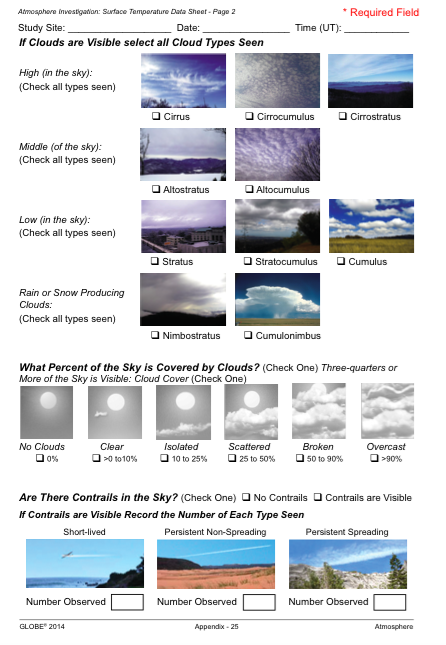 Atmosphere Investigation: Surface Temperature Data Sheet - Page 2
* Required Field
Study Site: ____________________ Date: _________________ Time (UT): _____________
If Clouds are Visible select all Cloud Types Seen
High (in the sky):
(Check all types seen)
❑ Cirrus ❑ Cirrocumulus ❑ Cirrostratus
Middle (of the sky):
(Check all types seen)
❑ Altostratus ❑ Altocumulus
Low (in the sky):
(Check all types seen)
❑ Stratus ❑ Stratocumulus ❑ Cumulus
Rain or Snow Producing
Clouds:
(Check all types seen)
❑ Nimbostratus ❑ Cumulonimbus
What Percent of the Sky is Covered by Clouds? (Check One) Three-quarters or
More of the Sky is Visible: Cloud Cover (Check One)
No Clouds Clear Isolated Scattered Broken Overcast
❑ 0% ❑ >0 to10% ❑ 10 to 25% ❑ 25 to 50% ❑ 50 to 90% ❑ >90%
Are There Contrails in the Sky? (Check One) ❑ No Contrails ❑ Contrails are Visible
If Contrails are Visible Record the Number of Each Type Seen
Short-lived Persistent Non-Spreading Persistent Spreading
Number Observed Number Observed Number Observed
GLOBE® 2014 Appendix - 25 Atmosphere